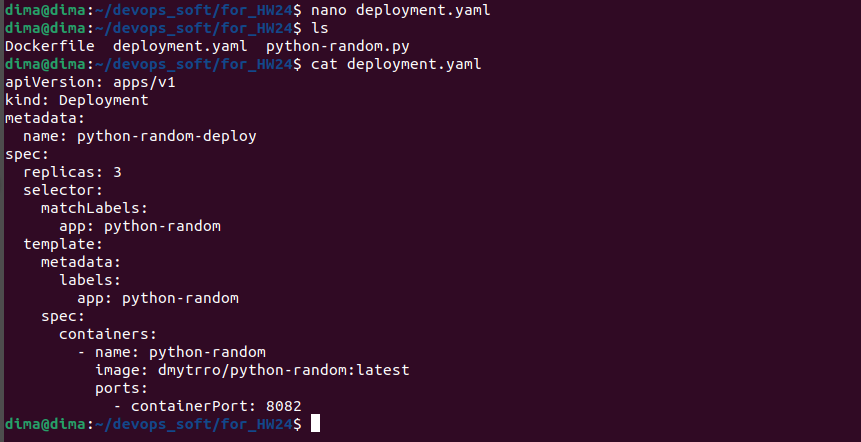 dima@dima:~/devops_soft/for_HW24$ nano deployment.yaml
dima@dima:~/devops_soft/for_HW24$ ls
Dockerfile  deployment.yaml  python-random.py
dima@dima:~/devops_soft/for_HW24$ cat deployment.yaml
apiVersion: apps/v1
kind: Deployment
metadata:
  name: python-random-deploy
spec:
  replicas: 3
  selector:
    matchLabels:
      app: python-random
  template:
    metadata:
      labels:
        app: python-random
    spec:
      containers:
        - name: python-random
          image: dmytrro/python-random:latest
          ports:
            - containerPort: 8082
dima@dima:~/devops_soft/for_HW24$